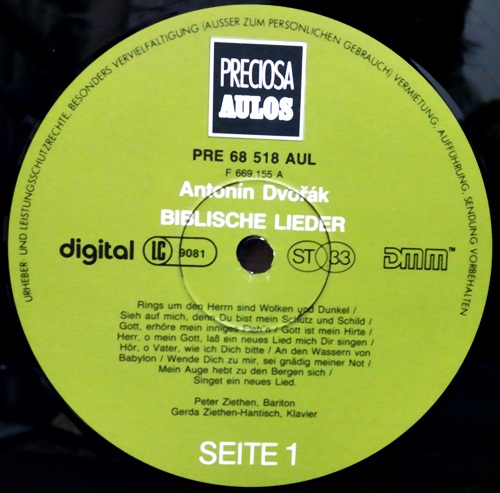 URHEBER- UND LEISTUNGSSCHUTZRECHTE, BESONDERS VERVIELFÄLTIGUNG (AUSSER ZUM PERSÖNLICHEN GEBRAUCH) VERMIETUNG, AUFFÜHRUNG, SENDUNG VORBEHALTEN
PRECIOSA
AULOS
PRE 68 518 AUL
F 669.155 A
Antonín Dvořák
BIBLISCHE LIEDER
digital LC 9081 ST 33 DMM™
Rings um den Herrn sind Wolken und Dunkel /
Sieh auf mich, denn Du bist mein Schutz und Schild /
Gott, erhöre mein inniges Fleh'n / Gott ist mein Hirte /
Herr, o mein Gott, laß ein neues Lied mich Dir singen /
Hör, o Vater, wie ich Dich bitte / An den Wassern von
Babylon / Wende Dich zu mir, sei gnädig meiner Not /
Mein Auge hebt zu den Bergen sich /
Singet ein neues Lied.
Peter Ziethen, Bariton
Gerda Ziethen-Hantisch, Klavier
SEITE 1